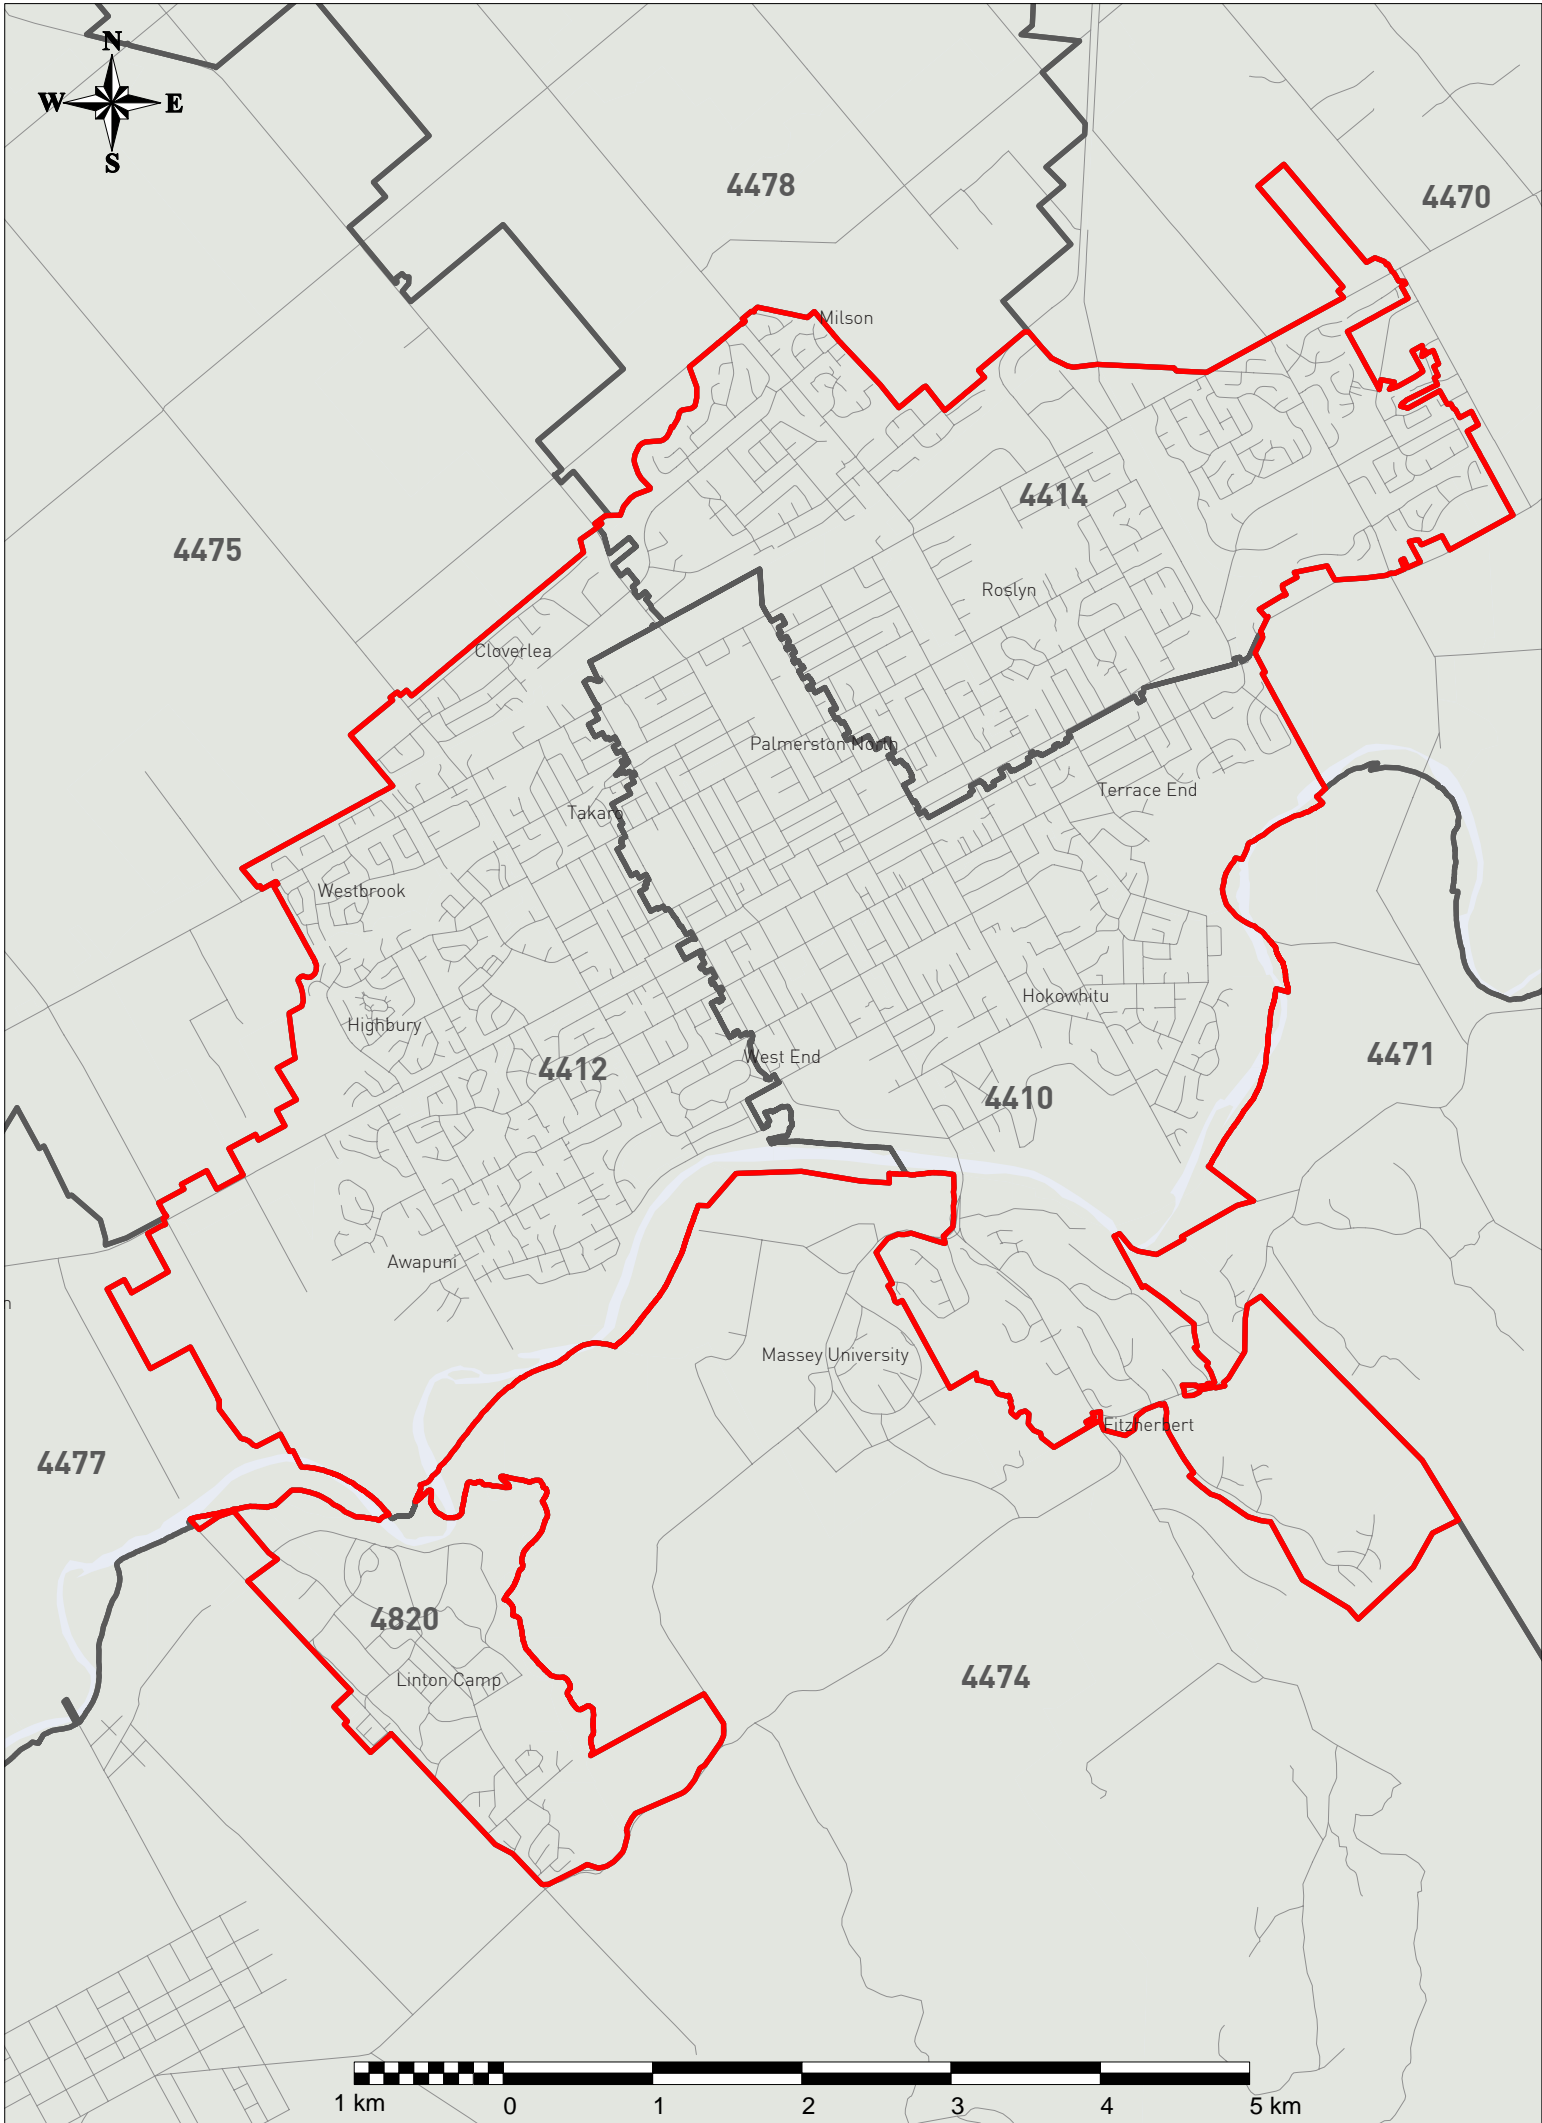 N
W E
S
4478
4470
Milson
4414
4475
Roslyn
Cloverlea
Palmerston North
Terrace End
Takaro
Westbrook
Hokowhitu
Highbury
West End
4471
4412
4410
Awapuni
n
Massey University
Fitzherbert
4477
4820
Linton Camp
4474
1 km 0 1 2 3 4 5 km